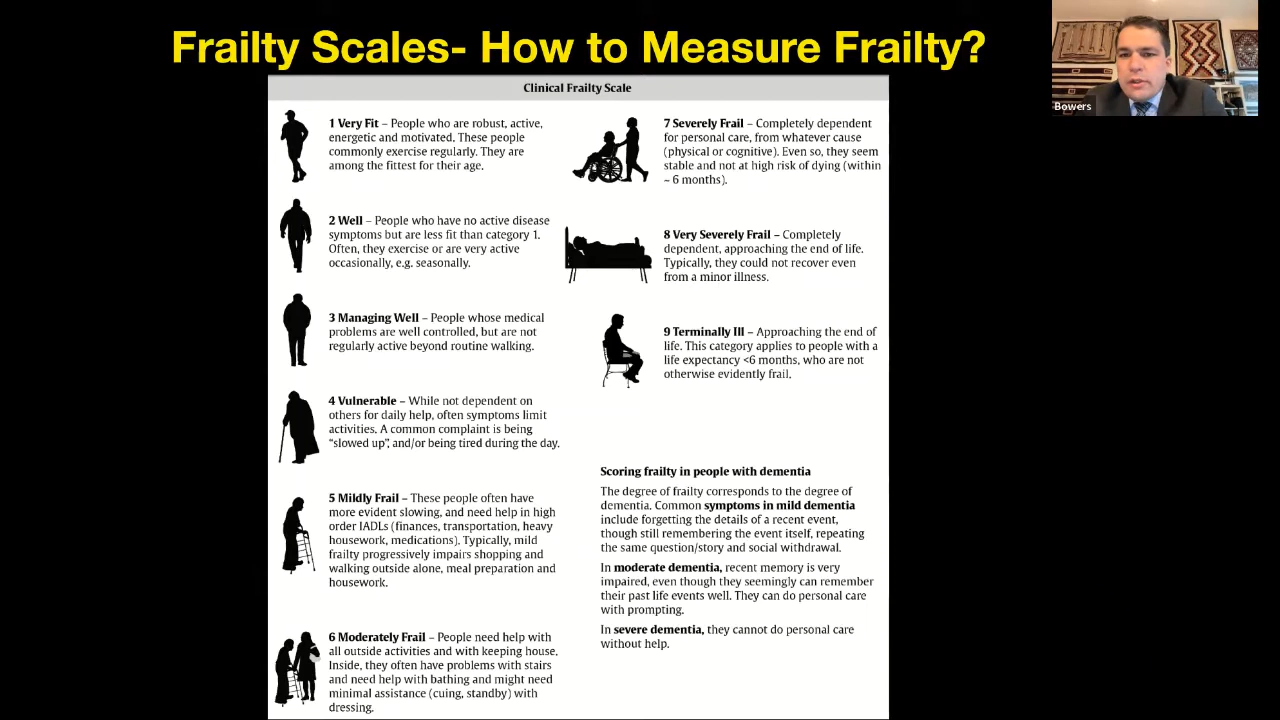 Frailty Scales- How to Measure Frailty?
Bowers
Clinical Frailty Scale
1 Very Fit – People who are robust, active,
energetic and motivated. These people
commonly exercise regularly. They are
among the fittest for their age.
2 Well – People who have no active disease
symptoms but are less fit than category 1.
Often, they exercise or are very active
occasionally, e.g. seasonally.
3 Managing Well – People whose medical
problems are well controlled, but are not
regularly active beyond routine walking.
4 Vulnerable – While not dependent on
others for daily help, often symptoms limit
activities. A common complaint is being
“slowed up”, and/or being tired during the day.
5 Mildly Frail – These people often have
more evident slowing, and need help in high
order IADLs (finances, transportation, heavy
housework, medications). Typically, mild
frailty progressively impairs shopping and
walking outside alone, meal preparation and
housework.
6 Moderately Frail – People need help with
all outside activities and with keeping house.
Inside, they often have problems with stairs
and need help with bathing and might need
minimal assistance (cuing, standby) with
dressing.
7 Severely Frail – Completely dependent
for personal care, from whatever cause
(physical or cognitive). Even so, they seem
stable and not at high risk of dying (within
~ 6 months).
8 Very Severely Frail – Completely
dependent, approaching the end of life.
Typically, they could not recover even
from a minor illness.
9 Terminally Ill – Approaching the end of
life. This category applies to people with a
life expectancy <6 months, who are not
otherwise evidently frail.
Scoring frailty in people with dementia
The degree of frailty corresponds to the degree of
dementia. Common symptoms in mild dementia
include forgetting the details of a recent event,
though still remembering the event itself, repeating
the same question/story and social withdrawal.
In moderate dementia, recent memory is very
impaired, even though they seemingly can remember
their past life events well. They can do personal care
with prompting.
In severe dementia, they cannot do personal care
without help.